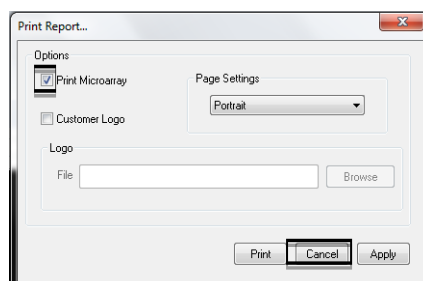 Print Report...
Options
Print Microarray
Page Settings
Portrait
Customer Logo
Logo
File
Browse
Print Cancel Apply